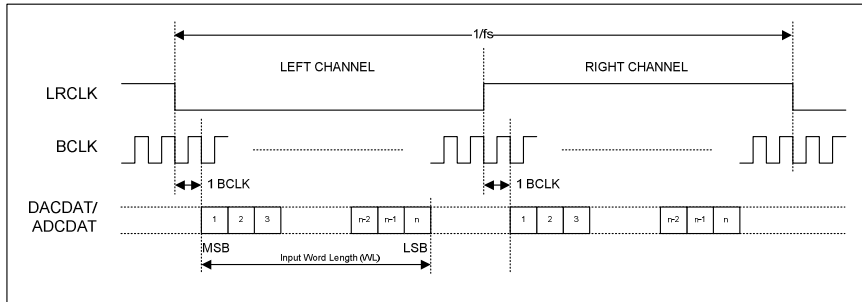 1/fs
LEFT CHANNEL RIGHT CHANNEL
LRCLK
BCLK
1 BCLK 1 BCLK
DACDAT/
ADCDAT
1 2 3 n-2 n-1 n 1 2 3 n-2 n-1 n
MSB LSB
Input Word Length (WL)